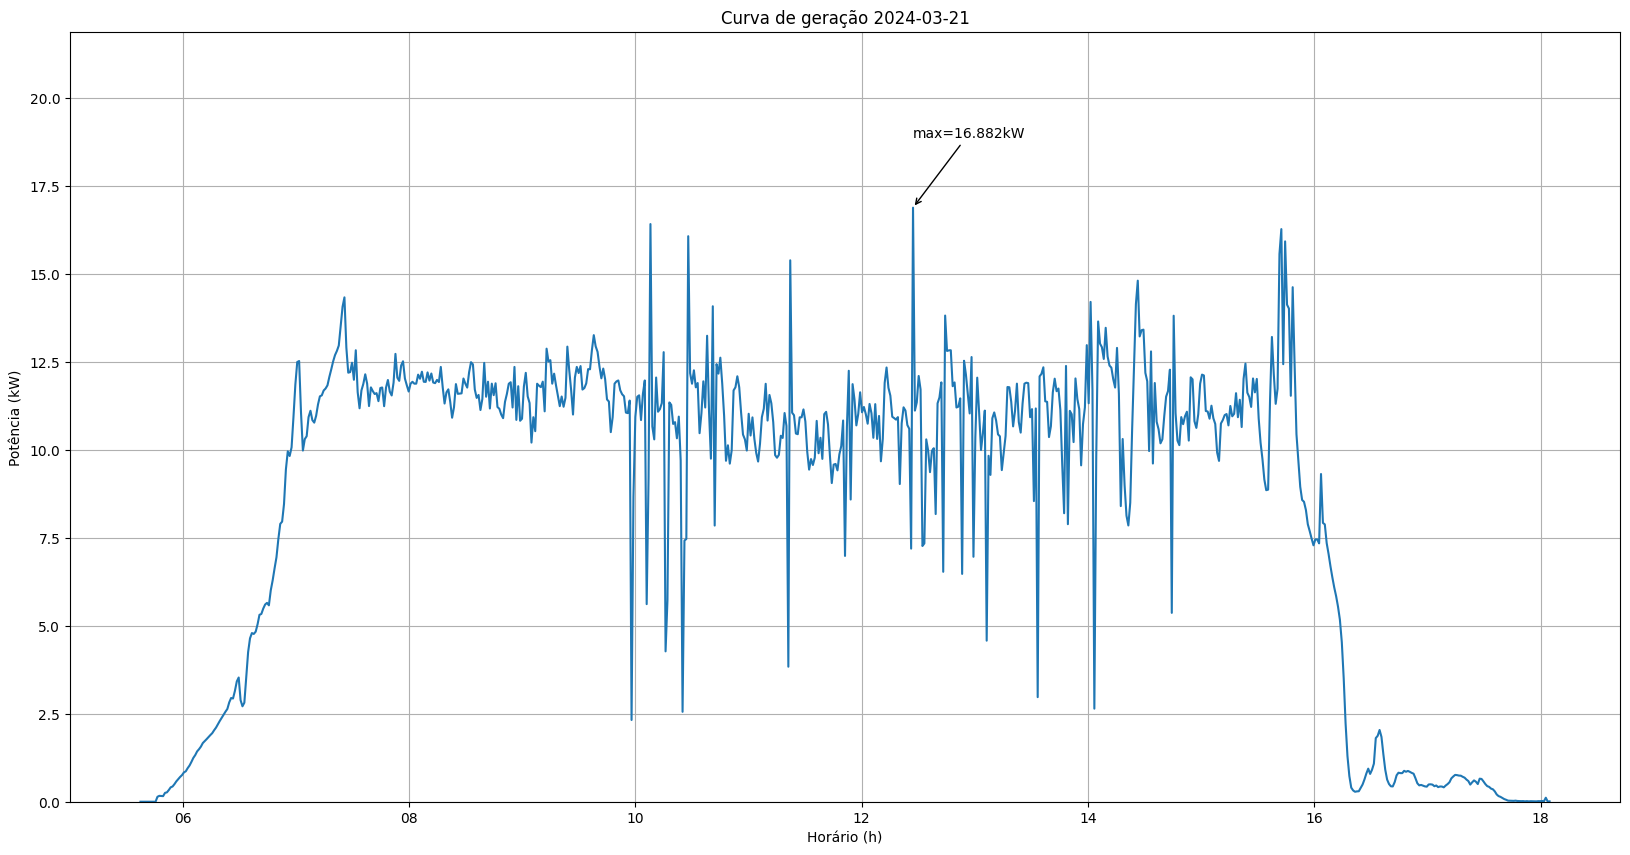 Curva de geração 2024-03-21
20.0
max=16.882kW
17.5
15.0
12.5
Potência (kW)
10.0
7.5
5.0
2.5
0.0
06 08 10 12 14 16 18
Horário (h)